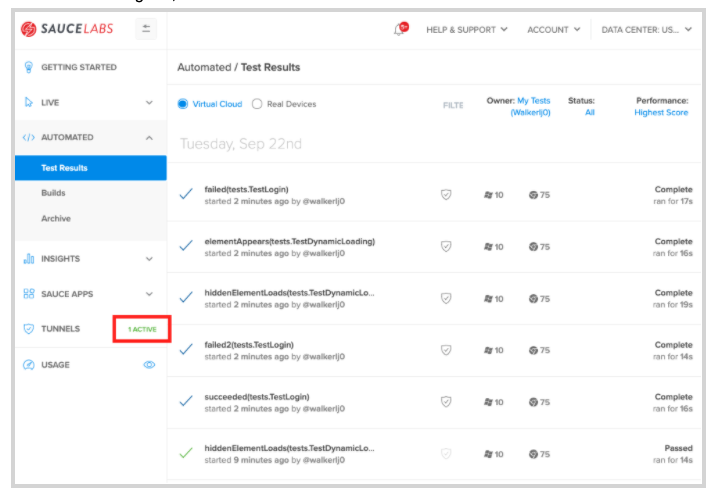 SAUCELABS
HELP & SUPPORT
ACCOUNT
DATA CENTER: US...
GETTING STARTED
LIVE
</> AUTOMATED
Test Results
Builds
Archive
INSIGHTS
SAUCE APPS
TUNNELS
1 ACTIVE
USAGE
Automated / Test Results
Virtual Cloud
Real Devices
FILTE
Owner: My Tests
(Walkerlj0)
Status:
All
Performance:
Highest Score
Tuesday, Sep 22nd
failed(tests.TestLogin)
started 2 minutes ago by @walkerlj0
10
75
Complete
ran for 17s
elementAppears(tests.TestDynamicLoading)
started 2 minutes ago by @walkerlj0
10
75
Complete
ran for 16s
hiddenElementLoads(tests.TestDynamicLo...
started 2 minutes ago by @walkerlj0
10
75
Complete
ran for 19s
failed2(tests.TestLogin)
started 2 minutes ago by @walkerlj0
10
75
Complete
ran for 14s
succeeded(tests.TestLogin)
started 2 minutes ago by @walkerlj0
10
75
Complete
ran for 16s
hiddenElementLoads(tests.TestDynamicLo...
started 9 minutes ago by @walkerlj0
10
75
Passed
ran for 14s